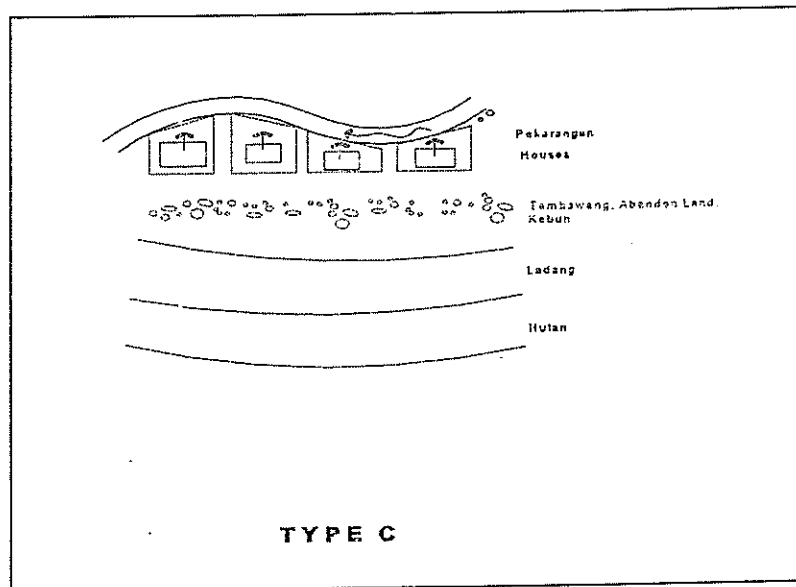 Pekarangan
Houses
Tambawang, Abandon Land,
Kebun
Ladang
Hutan
TYPE C